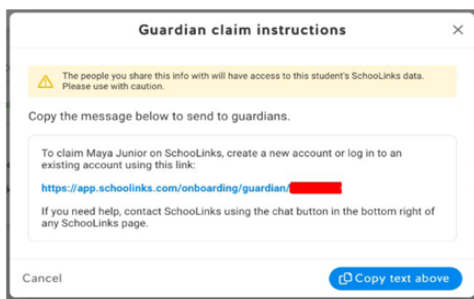 Guardian claim instructions
The people you share this info with will have access to this student's SchooLinks data.
Please use with caution.
Copy the message below to send to guardians.
To claim Maya Junior on SchooLinks, create a new account or log in to an
existing account using this link:
https://app.schoolinks.com/onboarding/guardian/
If you need help, contact SchooLinks using the chat button in the bottom right of
any SchooLinks page.
Cancel
Copy text above